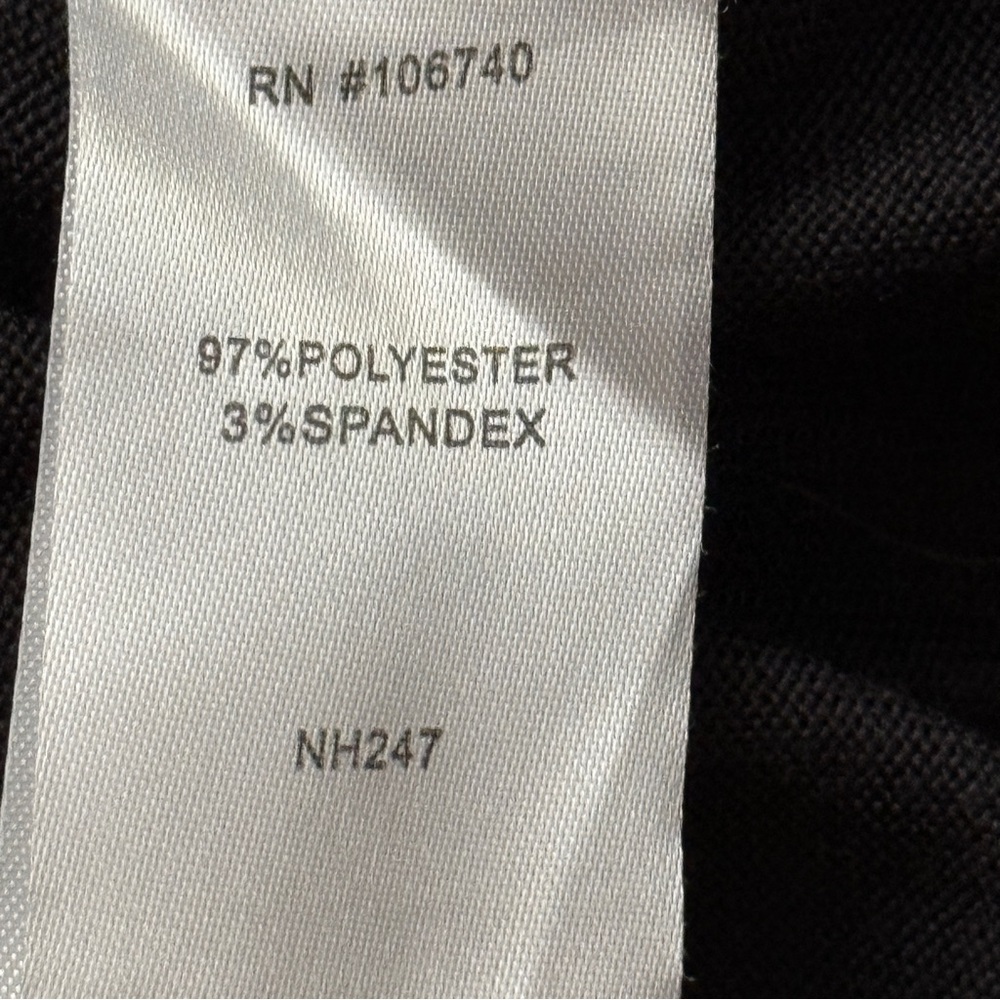 RN #106740
97%POLYESTER
3%SPANDEX
NH247